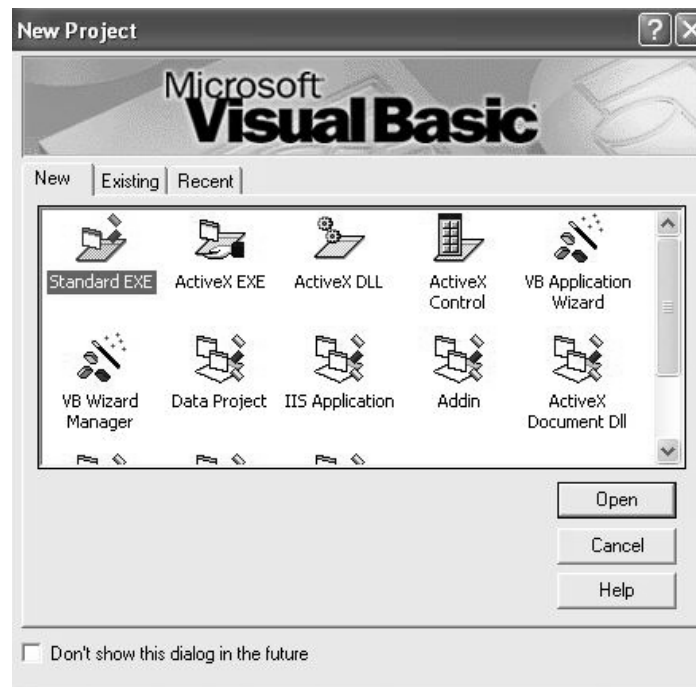 New Project
Microsoft
Visual Basic
New Existing Recent
Standard EXE ActiveX EXE ActiveX DLL ActiveX Control VB Application Wizard
VB Wizard Manager Data Project IIS Application Addin ActiveX Document Dll
Open
Cancel
Help
Don't show this dialog in the future